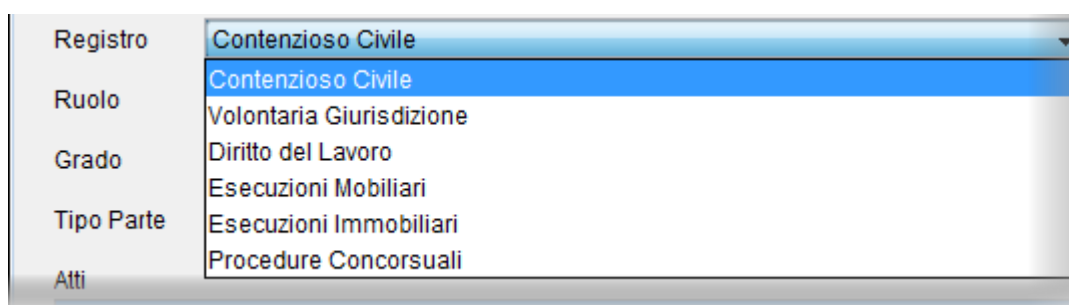 Registro Contenzioso Civile
Contenzioso Civile
Ruolo
Volontaria Giurisdizione
Diritto del Lavoro
Grado
Esecuzioni Mobiliari
Tipo Parte
Esecuzioni Immobiliari
Procedure Concorsuali
Atti